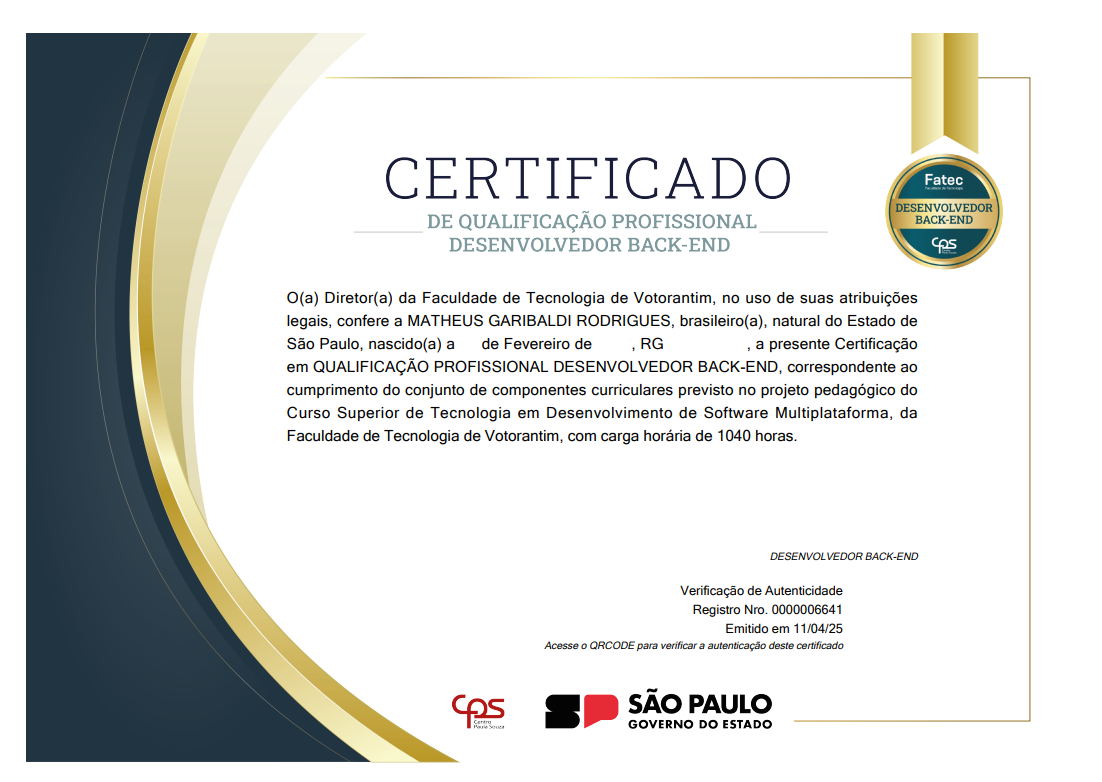 CERTIFICADO
DE QUALIFICAÇÃO PROFISSIONAL
DESENVOLVEDOR BACK-END
Fatec
Faculdade de Tecnologia
DESENVOLVEDOR
BACK-END
CPS
O(a) Diretor(a) da Faculdade de Tecnologia de Votorantim, no uso de suas atribuições
legais, confere a MATHEUS GARIBALDI RODRIGUES, brasileiro(a), natural do Estado de
São Paulo, nascido(a) a de Fevereiro de , RG , a presente Certificação
em QUALIFICAÇÃO PROFISSIONAL DESENVOLVEDOR BACK-END, correspondente ao
cumprimento do conjunto de componentes curriculares previsto no projeto pedagógico do
Curso Superior de Tecnologia em Desenvolvimento de Software Multiplataforma, da
Faculdade de Tecnologia de Votorantim, com carga horária de 1040 horas.
DESENVOLVEDOR BACK-END
Verificação de Autenticidade
Registro Nro. 0000006641
Emitido em 11/04/25
Acesse o QRCODE para verificar a autenticação deste certificado
CPS
Centro
Paula Souza
SP
SÃO PAULO
GOVERNO DO ESTADO